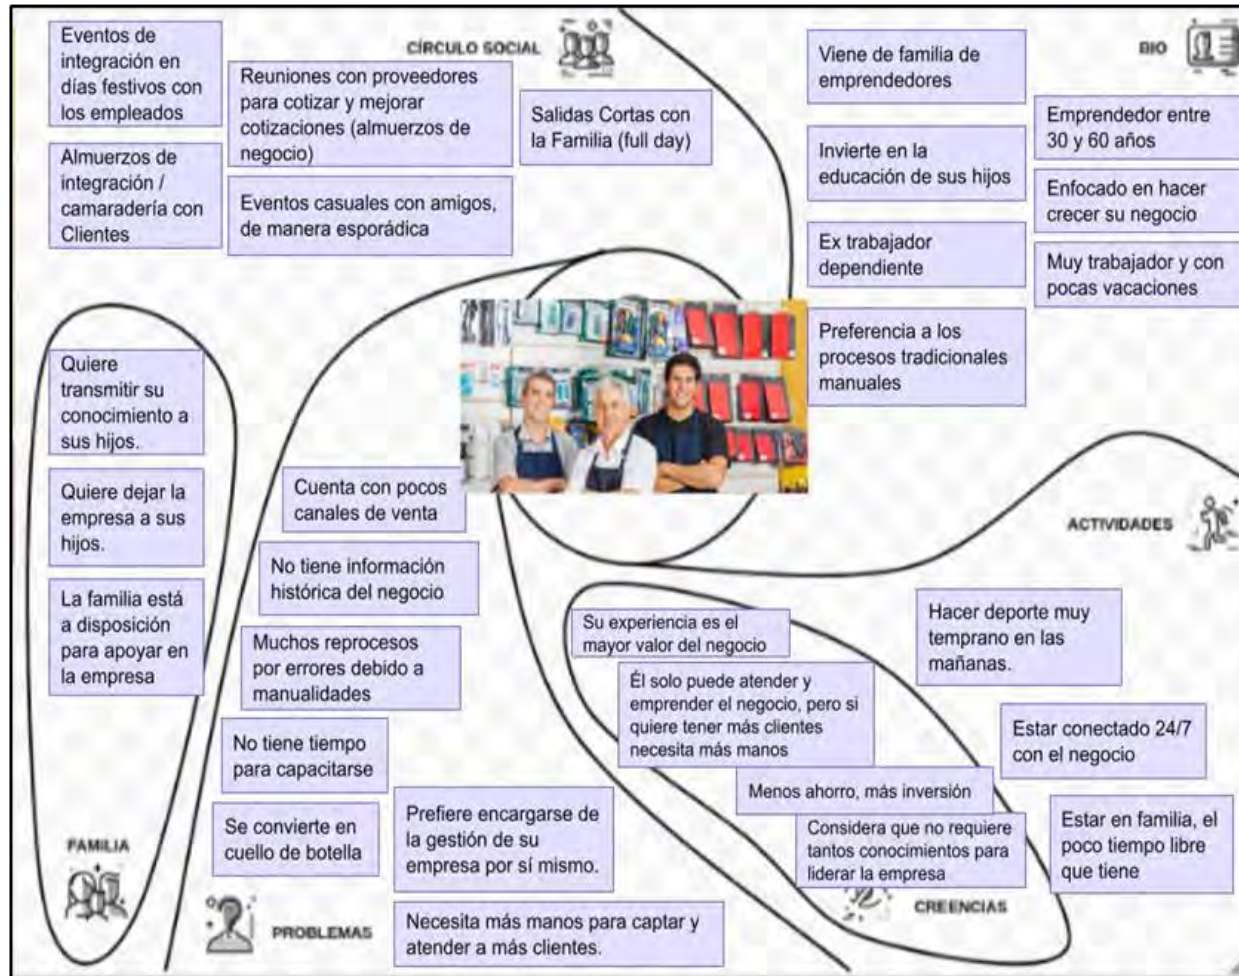 CÍRCULO SOCIAL
Eventos de
integración en
días festivos con
los empleados
Reuniones con proveedores
para cotizar y mejorar
cotizaciones (almuerzos de
negocio)
Salidas Cortas con
la Familia (full day)
Almuerzos de
integración /
camaradería con
Clientes
Eventos casuales con amigos,
de manera esporádica
BIO
Viene de familia de
emprendedores
Emprendedor entre
30 y 60 años
Invierte en la
educación de sus hijos
Enfocado en hacer
crecer su negocio
Ex trabajador
dependiente
Muy trabajador y con
pocas vacaciones
Preferencia a los
procesos tradicionales
manuales
Quiere
transmitir su
conocimiento a
sus hijos.
Quiere dejar la
empresa a sus
hijos.
La familia está
a disposición
para apoyar en
la empresa
FAMILIA
Cuenta con pocos
canales de venta
No tiene información
histórica del negocio
Muchos reprocesos
por errores debido a
manualidades
No tiene tiempo
para capacitarse
Se convierte en
cuello de botella
Prefiere encargarse de
la gestión de su
empresa por sí mismo.
Necesita más manos para captar y
atender a más clientes.
PROBLEMAS
Su experiencia es el
mayor valor del negocio
Él solo puede atender y
emprender el negocio, pero si
quiere tener más clientes
necesita más manos
Menos ahorro, más inversión
Considera que no requiere
tantos conocimientos para
liderar la empresa
CREENCIAS
ACTIVIDADES
Hacer deporte muy
temprano en las
mañanas.
Estar conectado 24/7
con el negocio
Estar en familia, el
poco tiempo libre
que tiene